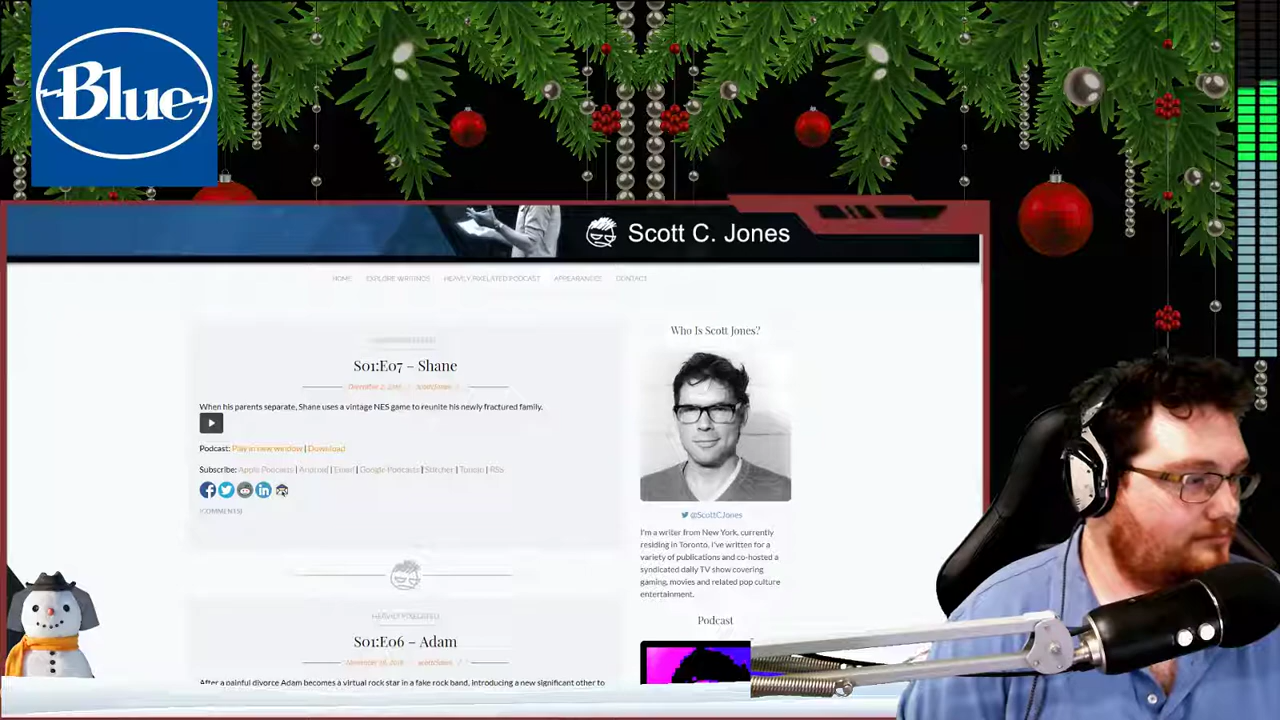 Blue
Scott C. Jones
HOME EXPLORE WRITINGS HEAVILY PIXELATED PODCAST APPEARANCES CONTACT
S01:E07 – Shane
scottcjones
When his parents separate, Shane uses a vintage NES game to reunite his newly fractured family.
Podcast: Play in new window | Download
Subscribe: Apple Podcasts | Android | Email | Google Podcasts | Stitcher | TuneIn | RSS
HEAVILY PIXELATED
S01:E06 – Adam
scottcjones
After a painful divorce Adam becomes a virtual rock star in a fake rock band, introducing a new significant other to
Who Is Scott Jones?
@ScottCJones
I'm a writer from New York, currently
residing in Toronto. I've written for a
variety of publications and co-hosted a
syndicated daily TV show covering
gaming, movies and related pop culture
entertainment.
Podcast